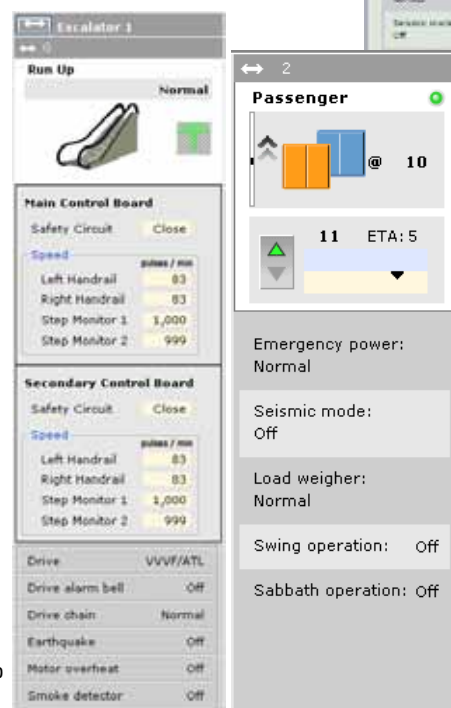 Escalator 1
Run Up
Normal
Main Control Board
Safety Circuit Close
Speed
pulses / min
Left Handrail 83
Right Handrail 83
Step Monitor 1 1,000
Step Monitor 2 999
Secondary Control Board
Safety Circuit Close
Speed
pulses / min
Left Handrail 83
Right Handrail 83
Step Monitor 1 1,000
Step Monitor 2 999
Drive VVVF/ATL
Drive alarm bell Off
Drive chain Normal
Earthquake Off
Motor overheat Off
Smoke detector Off
Seismic mode
Off
2
Passenger
@ 10
11 ETA: 5
Emergency power:
Normal
Seismic mode:
Off
Load weigher:
Normal
Swing operation: Off
Sabbath operation: Off